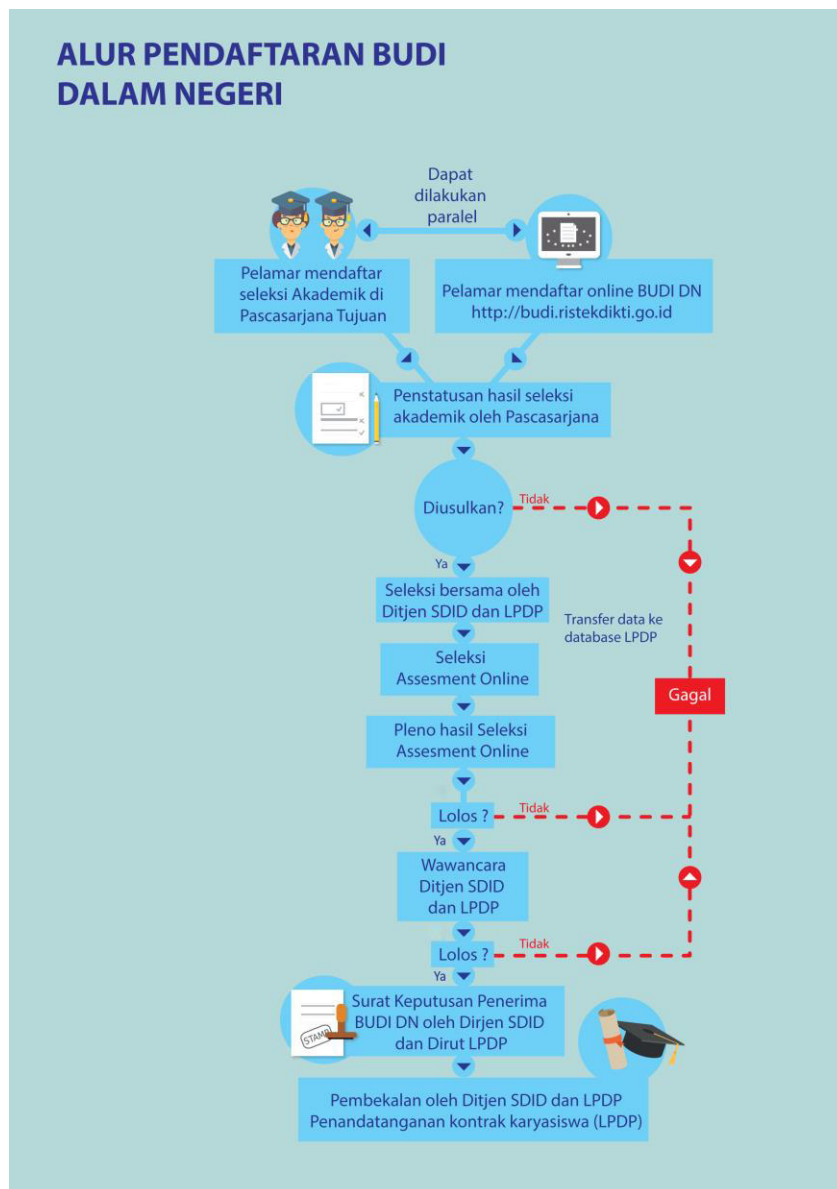 ALUR PENDAFTARAN BUDI
DALAM NEGERI
Dapat
dilakukan
paralel
Pelamar mendaftar
seleksi Akademik di
Pascasarjana Tujuan
Pelamar mendaftar online BUDI DN
http://budi.ristekdikti.go.id
Penstatusan hasil seleksi
akademik oleh Pascasarjana
Diusulkan?
Tidak
Ya
Seleksi bersama oleh
Ditjen SDID dan LPDP
Transfer data ke
database LPDP
Seleksi
Assesment Online
Gagal
Pleno hasil Seleksi
Assesment Online
Lolos ?
Tidak
Ya
Wawancara
Ditjen SDID
dan LPDP
Lolos ?
Tidak
Ya
Surat Keputusan Penerima
BUDI DN oleh Dirjen SDID
dan Dirut LPDP
STAMP
Pembekalan oleh Ditjen SDID dan LPDP
Penandatanganan kontrak karyasiswa (LPDP)